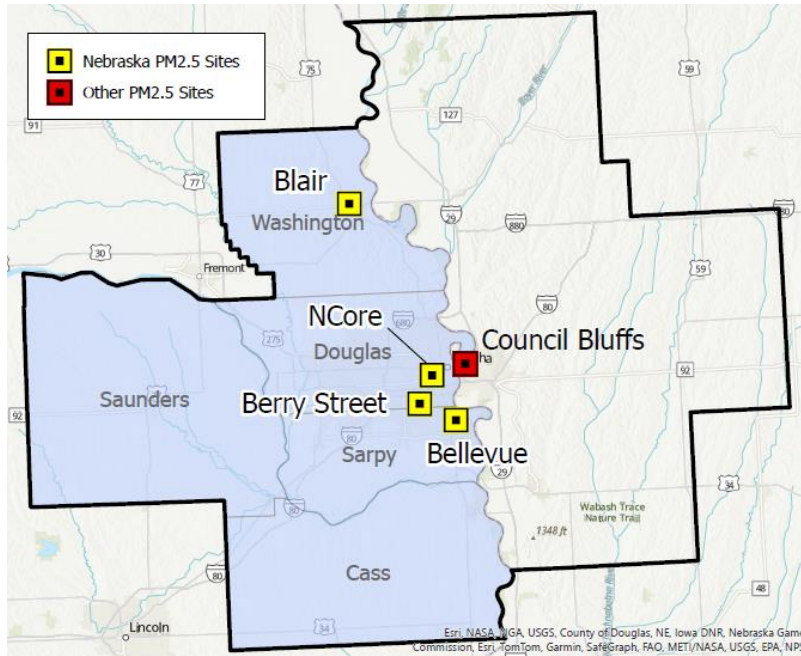 Nebraska PM2.5 Sites
Other PM2.5 Sites
75
59
91
127
77
Blair
Washington
29
880
80
30
Fremont
59
NCore
680
80
275
Douglas
Council Bluffs
ha
92
Saunders
Berry Street
92
80
Bellevue
Sarpy
29
34
Wabash Trace
Nature Trail
80
1348 ft
80
Cass
48
Lincoln
34
Esri, NASA, NGA, USGS, County of Douglas, NE, Iowa DNR, Nebraska Game
Commission, Esri, TomTom, Garmin, SafeGraph, FAO, METI/NASA, USGS, EPA, NPS